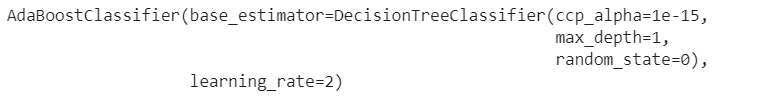 AdaBoostClassifier(base_estimator=DecisionTreeClassifier(ccp_alpha=1e-15,
max_depth=1,
random_state=0),
learning_rate=2)